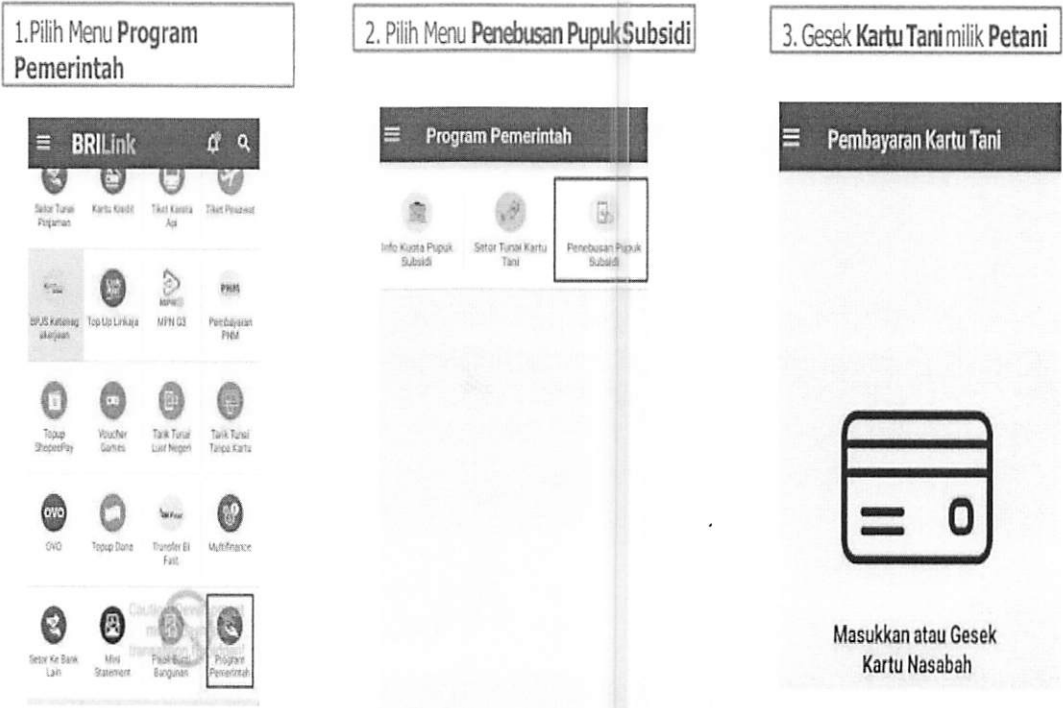 1.Pilih Menu Program
Pemerintah
BRILink
Setor Tunai
Pinjaman
Kartu Kredit
Tiket Kereta
Api
Tiket Pesawat
BPJS Ketenag
akerjaan
Top Up Linkaja
MPN G3
PNM
Pembayaran
PNM
Topup
ShopeePay
Voucher
Games
Tarik Tunai
Luar Negeri
Tarik Tunai
Tanpa Kartu
OVO
OVO
Topup Dana
Transfer BI
Fast
Multifinance
Setor Ke Bank
Lain
Mini
Statement
Pajak Bumi
Bangunan
Program
Pemerintah
2. Pilih Menu Penebusan Pupuk Subsidi
Program Pemerintah
Info Kuota Pupuk
Subsidi
Setor Tunai Kartu
Tani
Penebusan Pupuk
Subsidi
3. Gesek Kartu Tani milik Petani
Pembayaran Kartu Tani
Masukkan atau Gesek
Kartu Nasabah